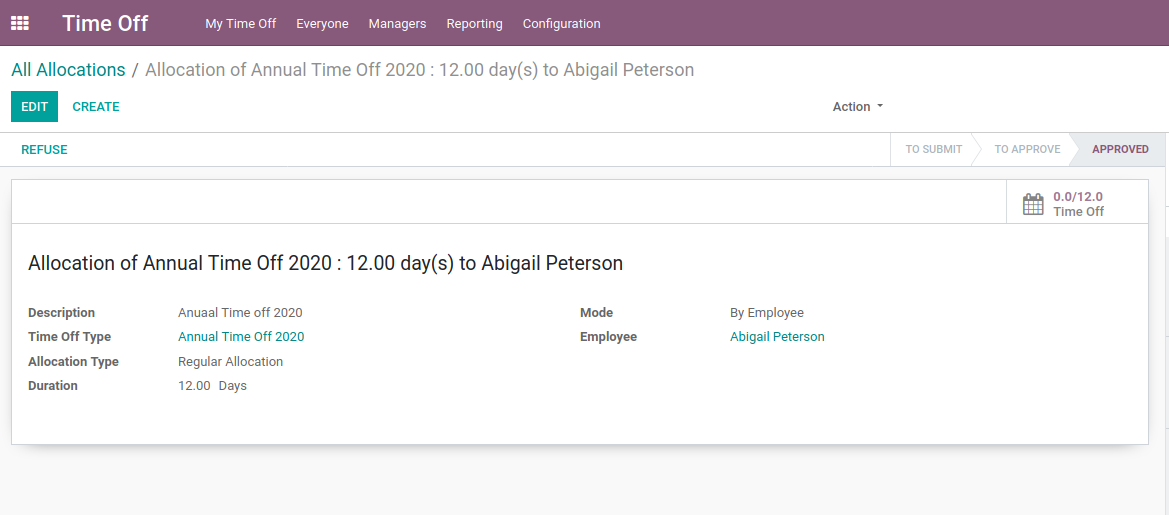 Time Off My Time Off Everyone Managers Reporting Configuration
All Allocations / Allocation of Annual Time Off 2020 : 12.00 day(s) to Abigail Peterson
EDIT CREATE Action
REFUSE TO SUBMIT TO APPROVE APPROVED
0.0/12.0
Time Off
Allocation of Annual Time Off 2020 : 12.00 day(s) to Abigail Peterson
Description Anuaal Time off 2020 Mode By Employee
Time Off Type Annual Time Off 2020 Employee Abigail Peterson
Allocation Type Regular Allocation
Duration 12.00 Days